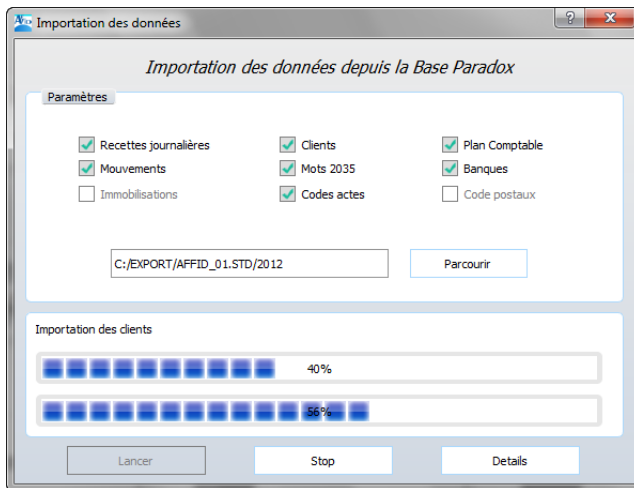 Importation des données
Importation des données depuis la Base Paradox
Paramètres
Recettes journalières Clients Plan Comptable
Mouvements Mots 2035 Banques
Immobilisations Codes actes Code postaux
C:/EXPORT/AFFID_01.STD/2012 Parcourir
Importation des clients
40%
56%
Lancer Stop Details